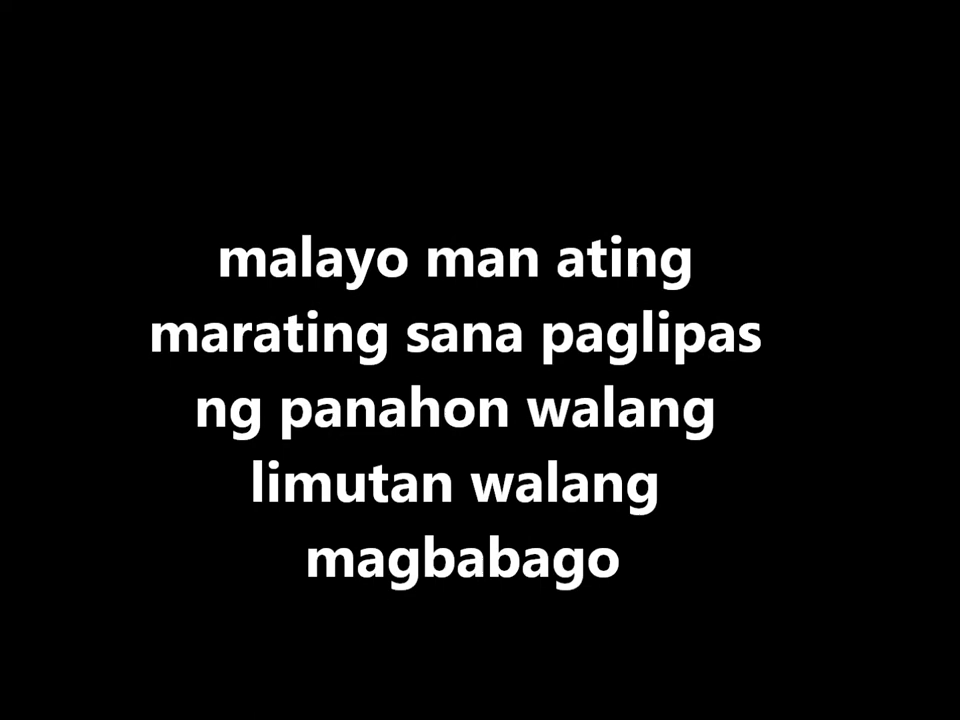 malayo man ating
marating sana paglipas
ng panahon walang
limutan walang
magbabago